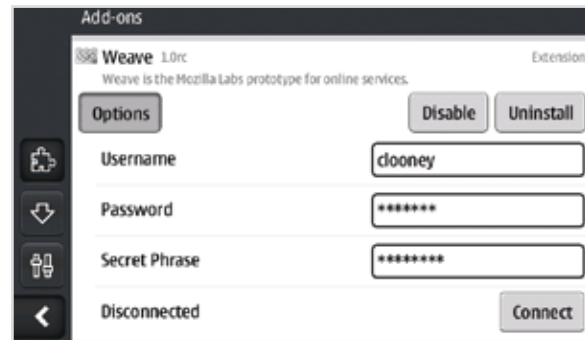 Add-ons
Weave 1.0rc Extension
Weave is the Mozilla Labs prototype for online services.
Options Disable Uninstall
Username clooney
Password *******
Secret Phrase ********
Disconnected Connect